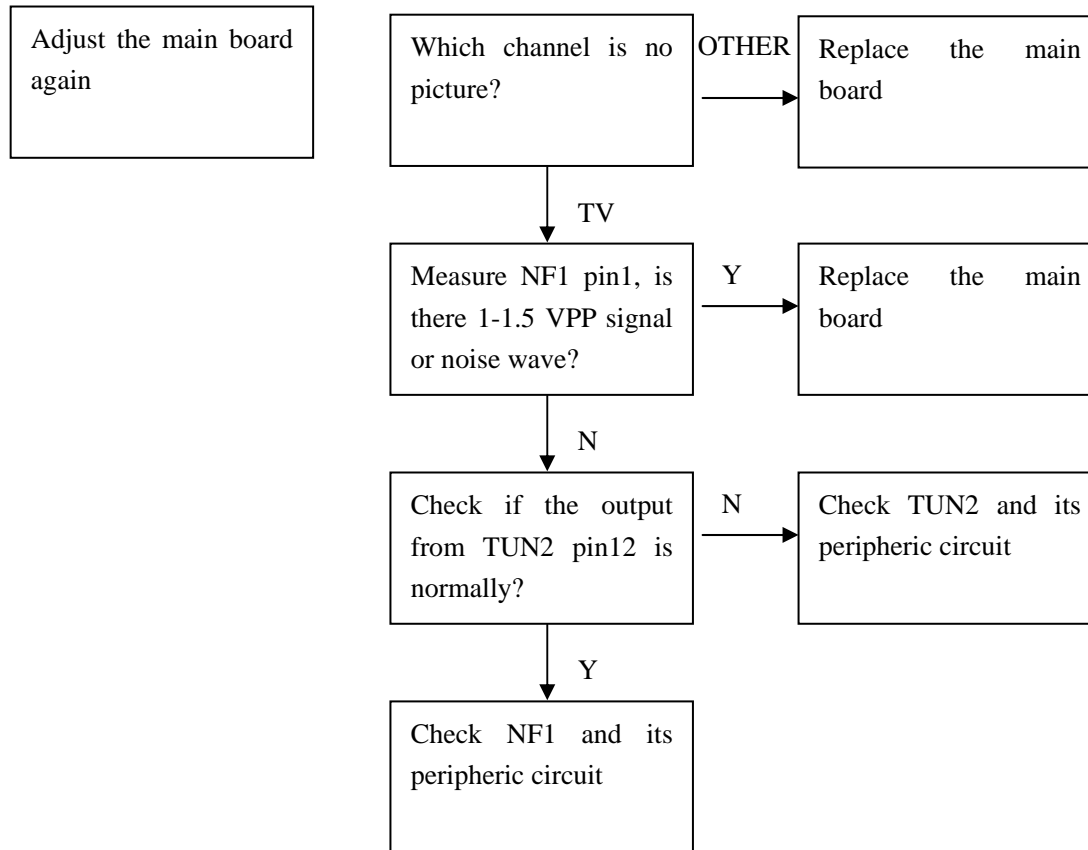 Adjust the main board
again
Which channel is no
picture?
OTHER
Replace the main
board
TV
Measure NF1 pin1, is
there 1-1.5 VPP signal
or noise wave?
Y
Replace the main
board
N
Check if the output
from TUN2 pin12 is
normally?
N
Check TUN2 and its
peripheric circuit
Y
Check NF1 and its
peripheric circuit